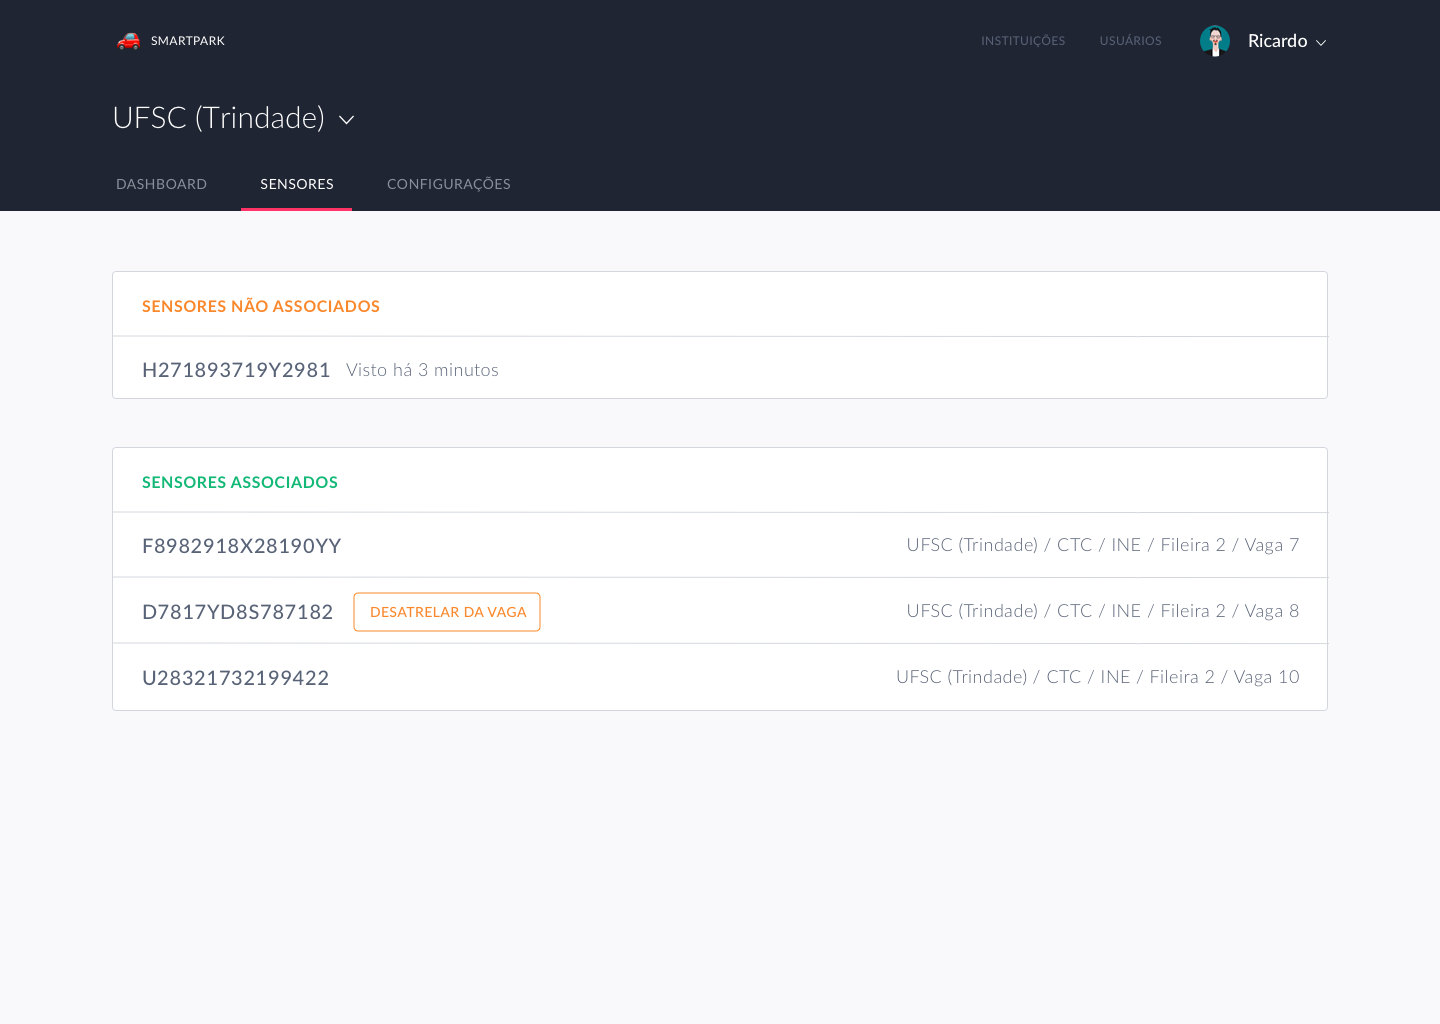 SMARTPARK INSTITUIÇÕES USUÁRIOS Ricardo
UFSC (Trindade)
DASHBOARD SENSORES CONFIGURAÇÕES
SENSORES NÃO ASSOCIADOS
H271893719Y2981 Visto há 3 minutos
SENSORES ASSOCIADOS
F8982918X28190YY UFSC (Trindade) / CTC / INE / Fileira 2 / Vaga 7
D7817YD8S787182 DESATRELAR DA VAGA UFSC (Trindade) / CTC / INE / Fileira 2 / Vaga 8
U28321732199422 UFSC (Trindade) / CTC / INE / Fileira 2 / Vaga 10